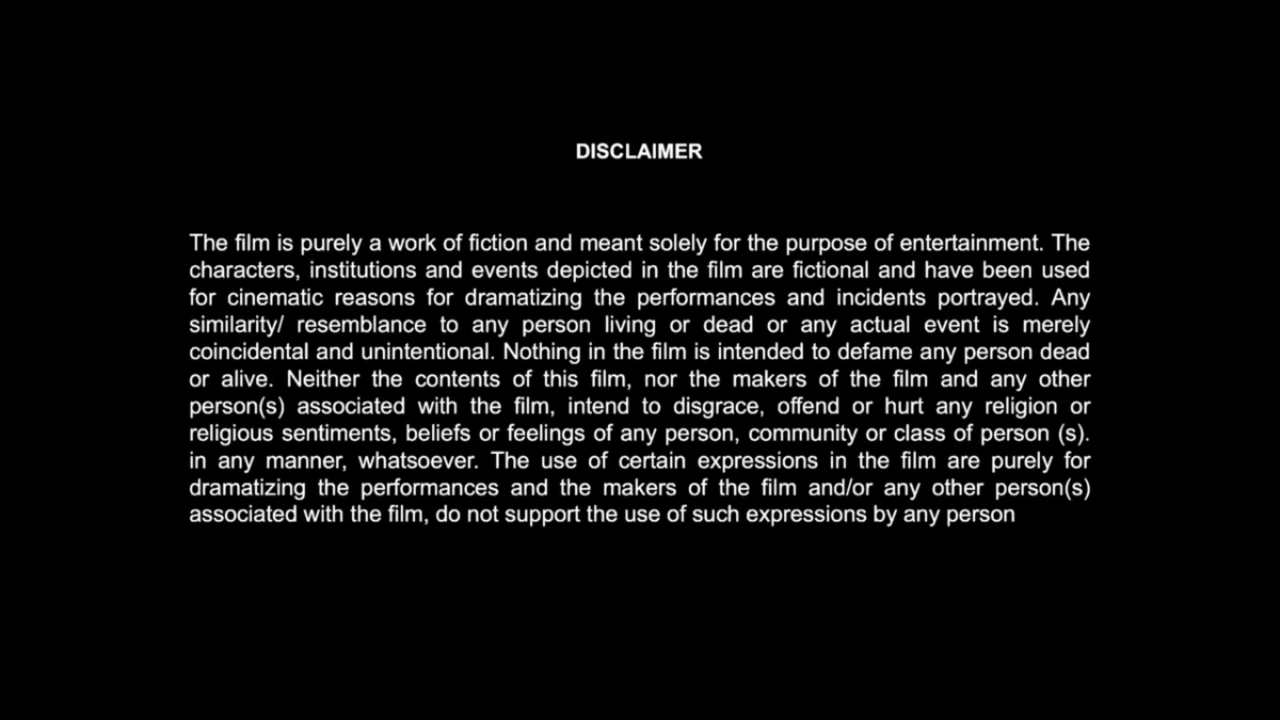 DISCLAIMER
The film is purely a work of fiction and meant solely for the purpose of entertainment. The
characters, institutions and events depicted in the film are fictional and have been used
for cinematic reasons for dramatizing the performances and incidents portrayed. Any
similarity/ resemblance to any person living or dead or any actual event is merely
coincidental and unintentional. Nothing in the film is intended to defame any person dead
or alive. Neither the contents of this film, nor the makers of the film and any other
person(s) associated with the film, intend to disgrace, offend or hurt any religion or
religious sentiments, beliefs or feelings of any person, community or class of person (s).
in any manner, whatsoever. The use of certain expressions in the film are purely for
dramatizing the performances and the makers of the film and/or any other person(s)
associated with the film, do not support the use of such expressions by any person